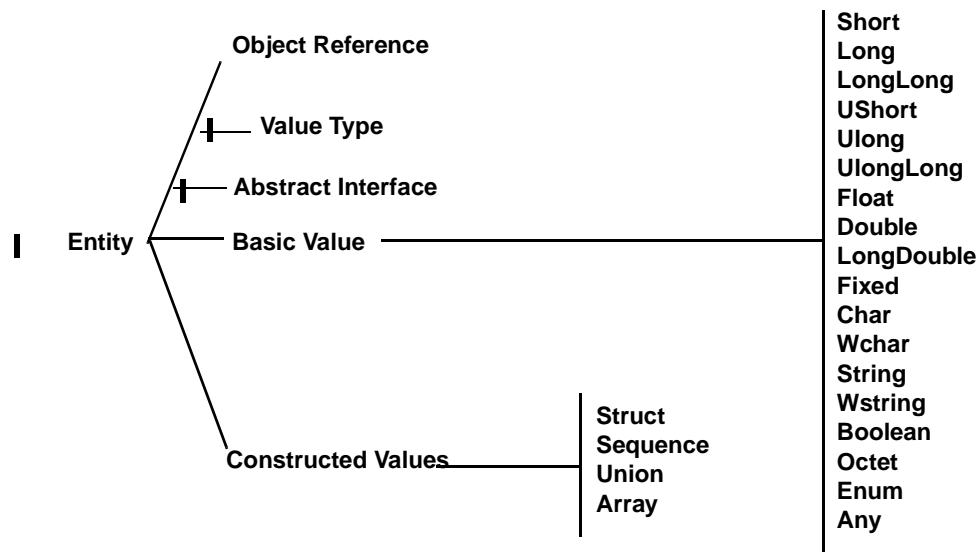 Object Reference
Value Type
Abstract Interface
Entity
Basic Value
Constructed Values
Struct
Sequence
Union
Array
Short
Long
LongLong
UShort
Ulong
UlongLong
Float
Double
LongDouble
Fixed
Char
Wchar
String
Wstring
Boolean
Octet
Enum
Any